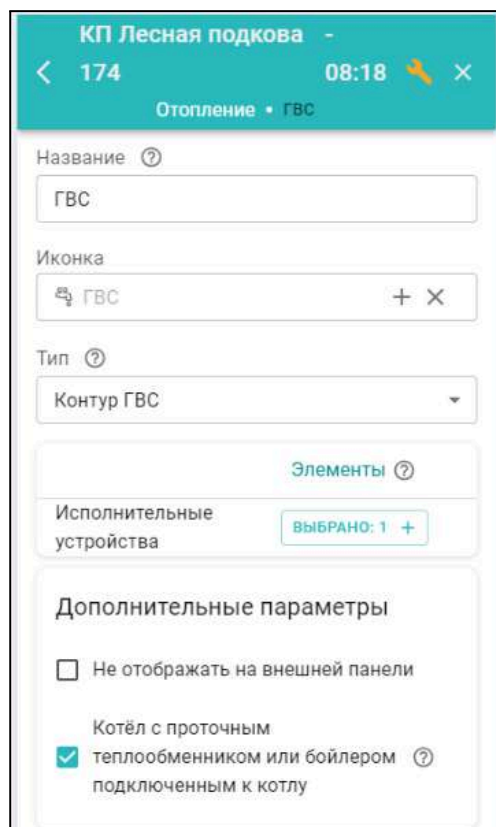 КП Лесная подкова -
174 08:18
Отопление • ГВС
Название
ГВС
Иконка
ГВС
Тип
Контур ГВС
Элементы
Исполнительные
устройства
ВЫБРАНО: 1 +
Дополнительные параметры
Не отображать на внешней панели
Котёл с проточным
теплообменником или бойлером
подключенным к котлу